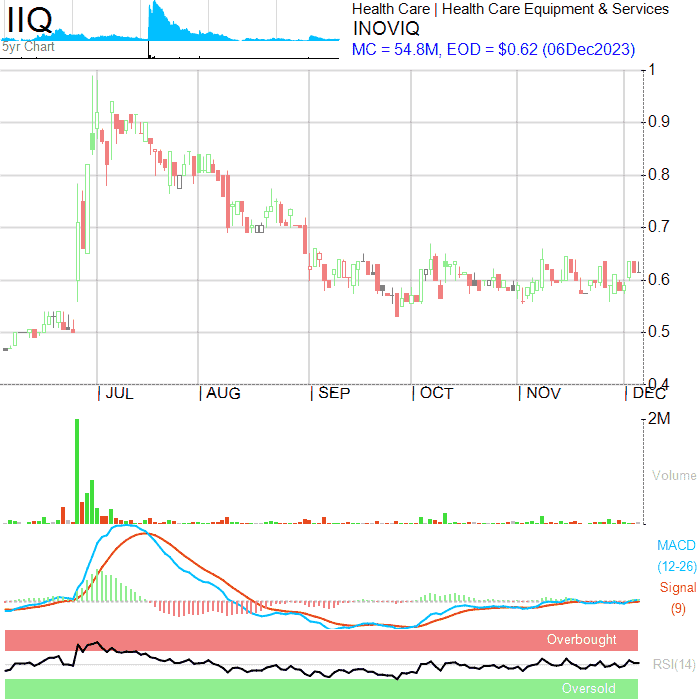 IIQ
5yr Chart
Health Care | Health Care Equipment & Services
INOVIQ
MC = 54.8M, EOD = $0.62 (06Dec2023)
1
0.9
0.8
0.7
0.6
0.5
0.4
JUL AUG SEP OCT NOV DEC
2M
Volume
MACD
(12-26)
Signal
(9)
Overbought
RSI(14)
Oversold